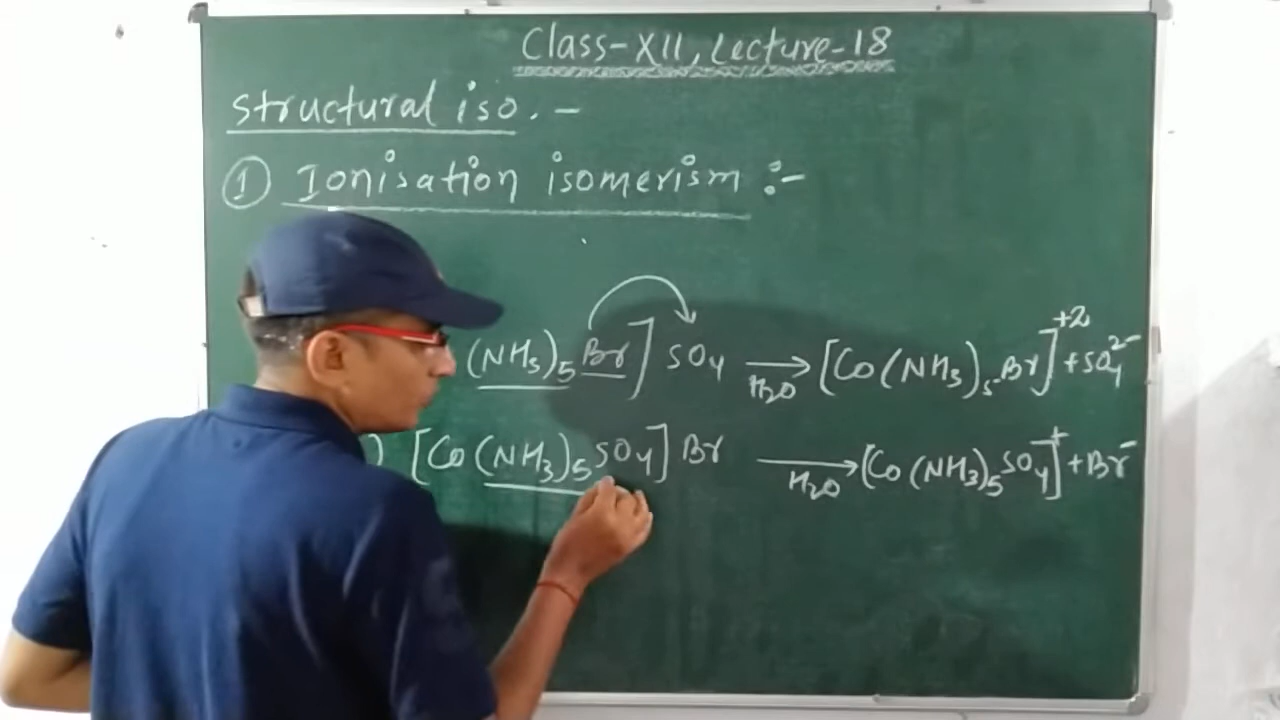 Class-XII, Lecture-18
Structural iso. -
① Ionisation isomerism :-
(NH3)5 Br] SO4 →H2O [Co(NH3)5 Br]+2 + SO4 2-
) [Co(NH3)5 SO4] Br →H2O [Co(NH3)5 SO4]+ + Br-